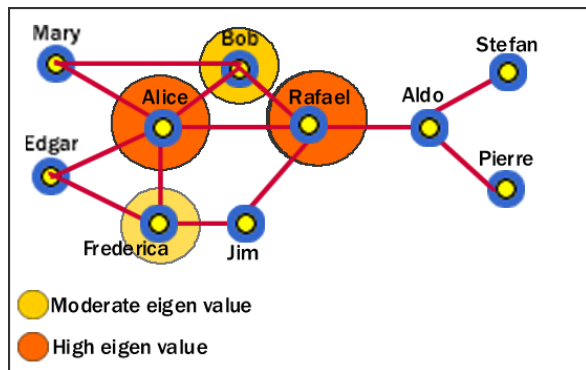 Mary
Bob
Stefan
Alice
Rafael
Aldo
Edgar
Pierre
Frederica
Jim
Moderate eigen value
High eigen value